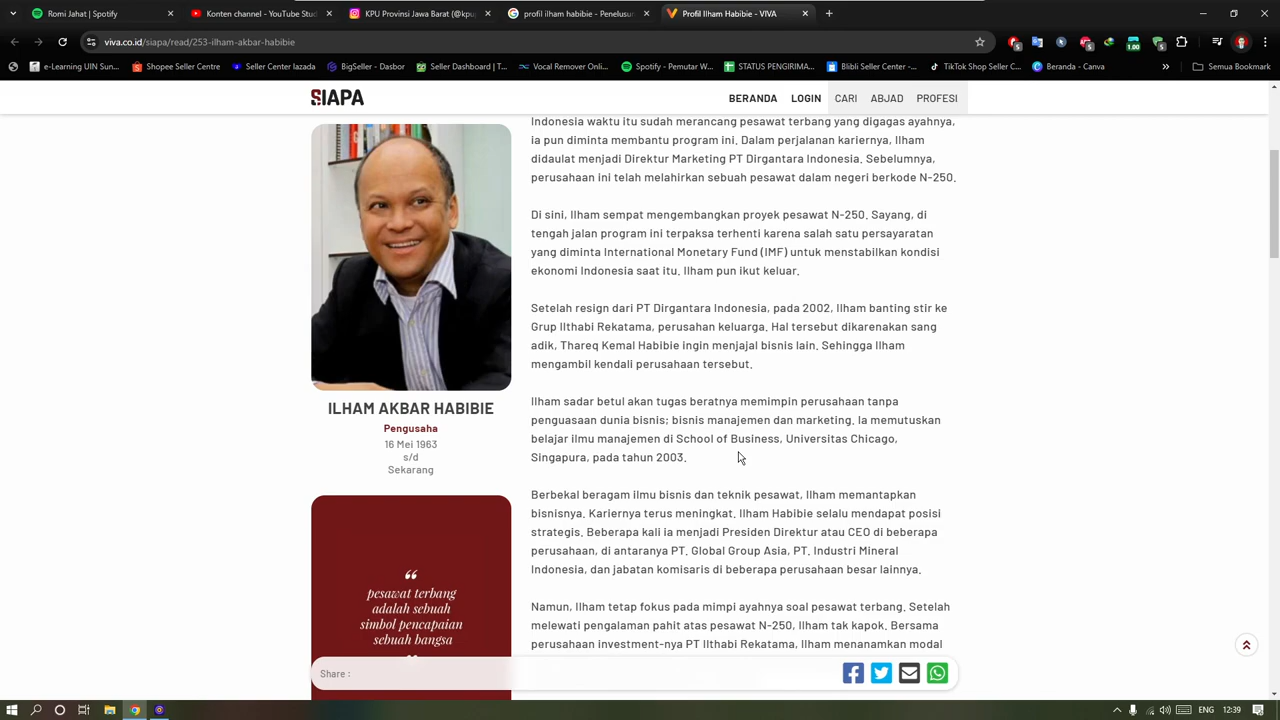 Romi Jahat | Spotify
Konten channel - YouTube Stud
KPU Provinsi Jawa Barat (@kpu
profil ilham habibie - Penelusur
Profil Ilham Habibie - VIVA
viva.co.id/siapa/read/253-ilham-akbar-habibie
e-Learning UIN Sun...
Shopee Seller Centre
Seller Center lazada
BigSeller - Dasbor
Seller Dashboard | T...
Vocal Remover Onli...
Spotify - Pemutar W...
STATUS PENGIRIMA...
Blibli Seller Center -...
TikTok Shop Seller C...
Beranda - Canva
Semua Bookmark
SIAPA
BERANDA
LOGIN
CARI
ABJAD
PROFESI
Indonesia waktu itu sudah merancang pesawat terbang yang digagas ayahnya,
ia pun diminta membantu program ini. Dalam perjalanan kariernya, Ilham
didaulat menjadi Direktur Marketing PT Dirgantara Indonesia. Sebelumnya,
perusahaan ini telah melahirkan sebuah pesawat dalam negeri berkode N-250.
Di sini, Ilham sempat mengembangkan proyek pesawat N-250. Sayang, di
tengah jalan program ini terpaksa terhenti karena salah satu persayaratan
yang diminta International Monetary Fund (IMF) untuk menstabilkan kondisi
ekonomi Indonesia saat itu. Ilham pun ikut keluar.
Setelah resign dari PT Dirgantara Indonesia, pada 2002, Ilham banting stir ke
Grup Ilthabi Rekatama, perusahan keluarga. Hal tersebut dikarenakan sang
adik, Thareq Kemal Habibie ingin menjajal bisnis lain. Sehingga Ilham
mengambil kendali perusahaan tersebut.
Ilham sadar betul akan tugas beratnya memimpin perusahaan tanpa
penguasaan dunia bisnis; bisnis manajemen dan marketing. Ia memutuskan
belajar ilmu manajemen di School of Business, Universitas Chicago,
Singapura, pada tahun 2003.
Berbekal beragam ilmu bisnis dan teknik pesawat, Ilham memantapkan
bisnisnya. Kariernya terus meningkat. Ilham Habibie selalu mendapat posisi
strategis. Beberapa kali ia menjadi Presiden Direktur atau CEO di beberapa
perusahaan, di antaranya PT. Global Group Asia, PT. Industri Mineral
Indonesia, dan jabatan komisaris di beberapa perusahaan besar lainnya.
Namun, Ilham tetap fokus pada mimpi ayahnya soal pesawat terbang. Setelah
melewati pengalaman pahit atas pesawat N-250, Ilham tak kapok. Bersama
perusahaan investment-nya PT Ilthabi Rekatama, Ilham menanamkan modal
ILHAM AKBAR HABIBIE
Pengusaha
16 Mei 1963
s/d
Sekarang
“
pesawat terbang
adalah sebuah
simbol pencapaian
sebuah bangsa
Share :
ENG
12:39